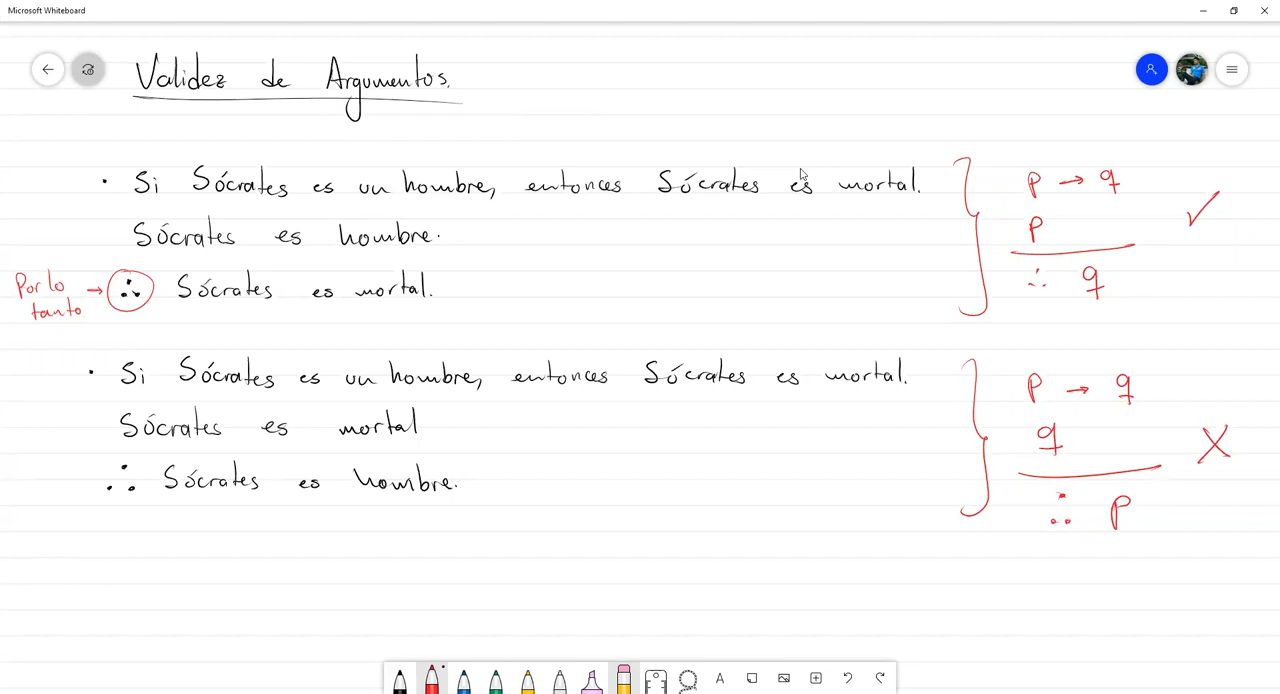 Microsoft Whiteboard
Validez de Argumentos.
· Si Sócrates es un hombre, entonces Sócrates es mortal.
Sócrates es hombre.
Por lo tanto → ∴ Sócrates es mortal.
p → q
p
∴ q
✓
· Si Sócrates es un hombre, entonces Sócrates es mortal.
Sócrates es mortal
∴ Sócrates es hombre.
p → q
q
∴ p
X
A